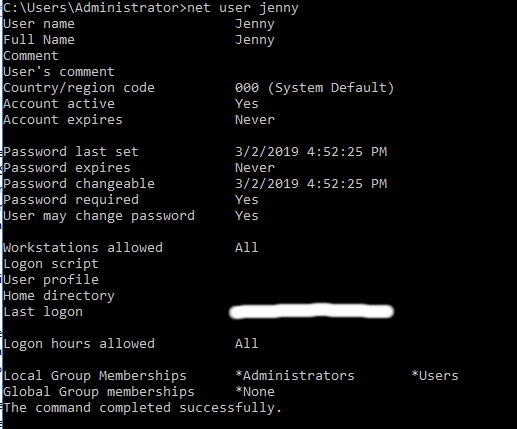 C:\Users\Administrator>net user jenny
User name Jenny
Full Name Jenny
Comment
User's comment
Country/region code 000 (System Default)
Account active Yes
Account expires Never
Password last set 3/2/2019 4:52:25 PM
Password expires Never
Password changeable 3/2/2019 4:52:25 PM
Password required Yes
User may change password Yes
Workstations allowed All
Logon script
User profile
Home directory
Last logon
Logon hours allowed All
Local Group Memberships *Administrators *Users
Global Group memberships *None
The command completed successfully.